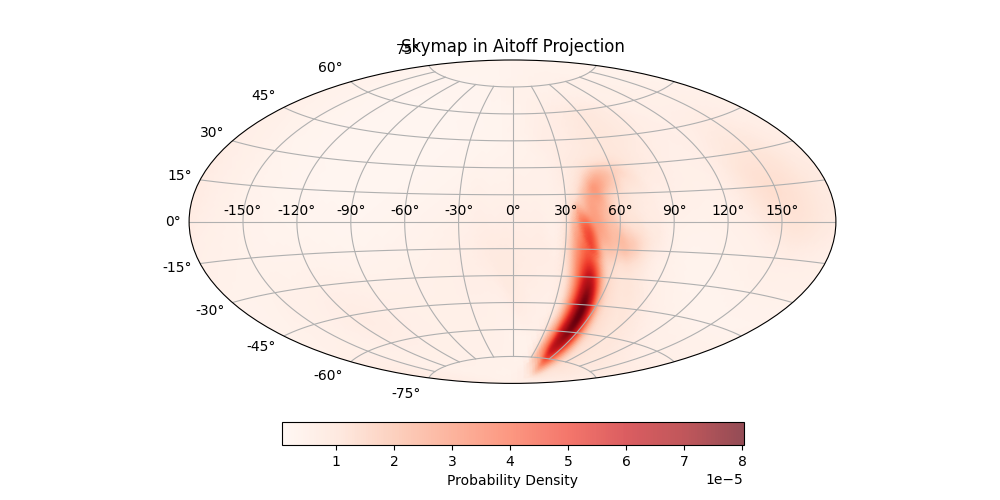 Skymap in Aitoff Projection
75°
60°
45°
30°
15°
-150° -120° -90° -60° -30° 0° 30° 60° 90° 120° 150°
0°
-15°
-30°
-45°
-60°
-75°
1 2 3 4 5 6 7 8
1e−5
Probability Density